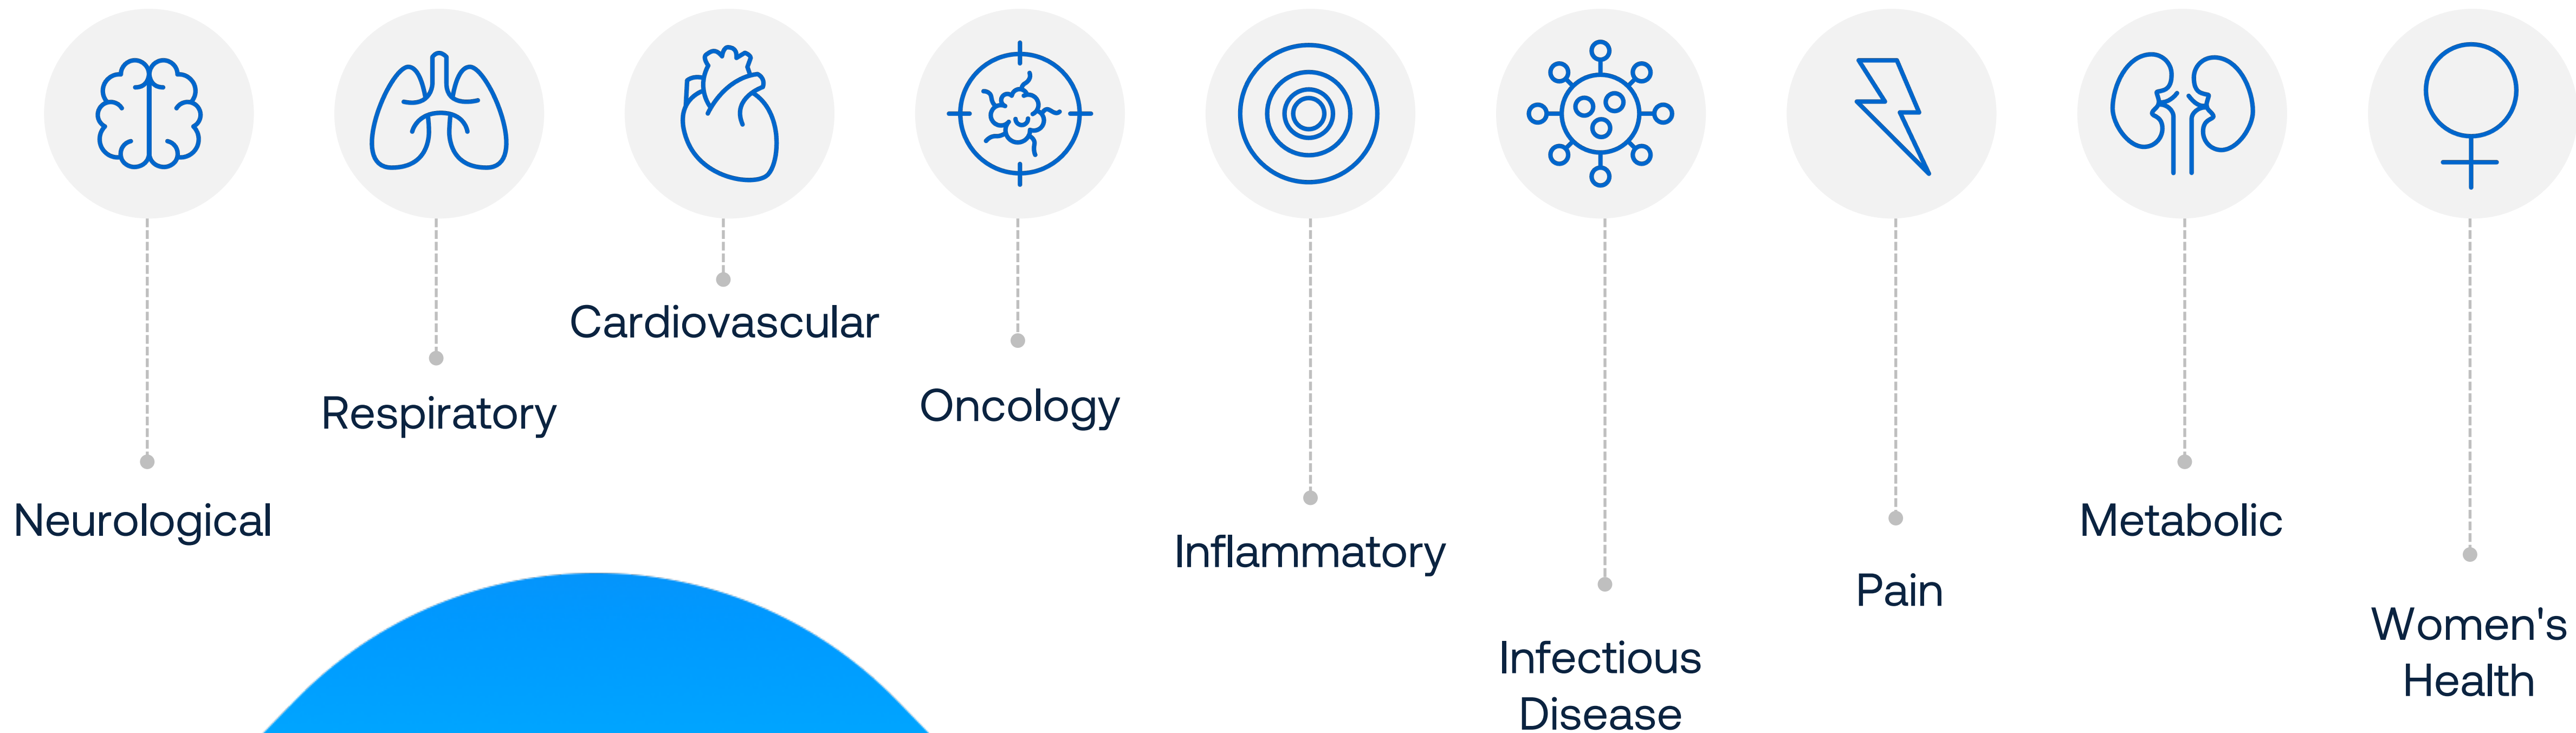 Neurological
Respiratory
Cardiovascular
Oncology
Inflammatory
Infectious
Disease
Pain
Metabolic
Women's
Health